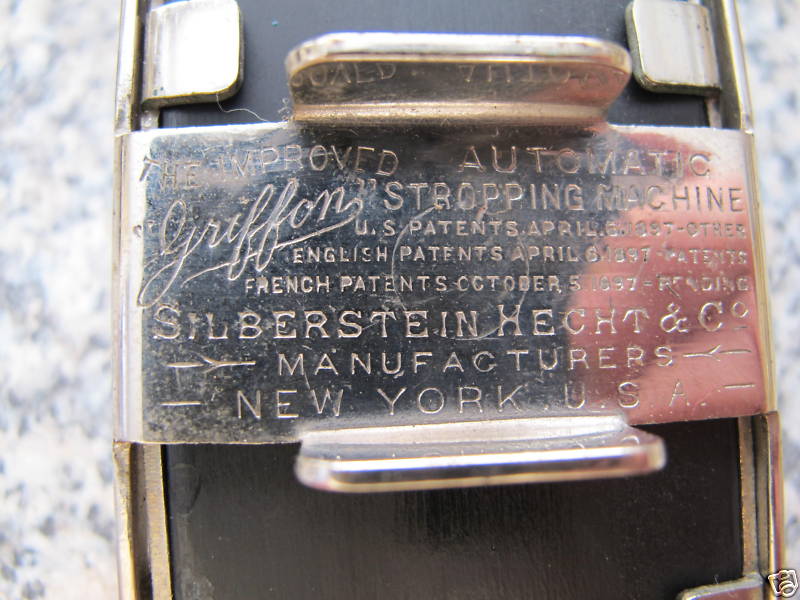 THE IMPROVED AUTOMATIC
"Griffon" STROPPING MACHINE
U.S PATENTS. APRIL. 6. 1897-OTHER
ENGLISH PATENTS APRIL 6. 1897-PATENTS
FRENCH PATENTS OCTOBER 5. 1897=PENDING
SILBERSTEIN HECHT & Co
MANUFACTURERS
NEW YORK U.S.A.